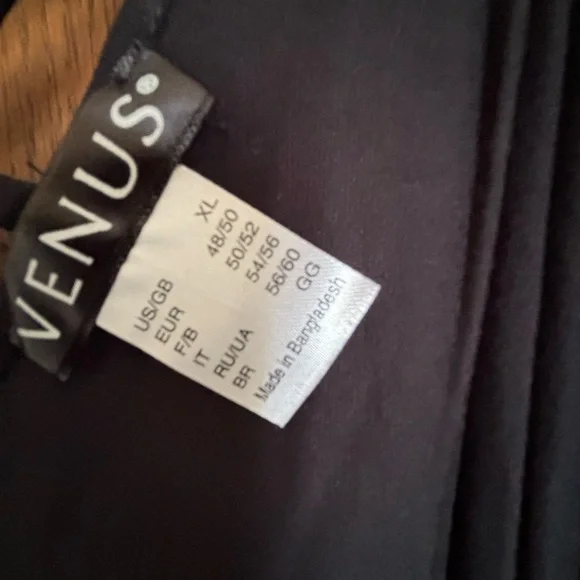 VENUS®
US/GB XL
EUR 48/50
F/B 50/52
IT 54/56
RU/UA 56/60
BR GG
Made in Bangladesh